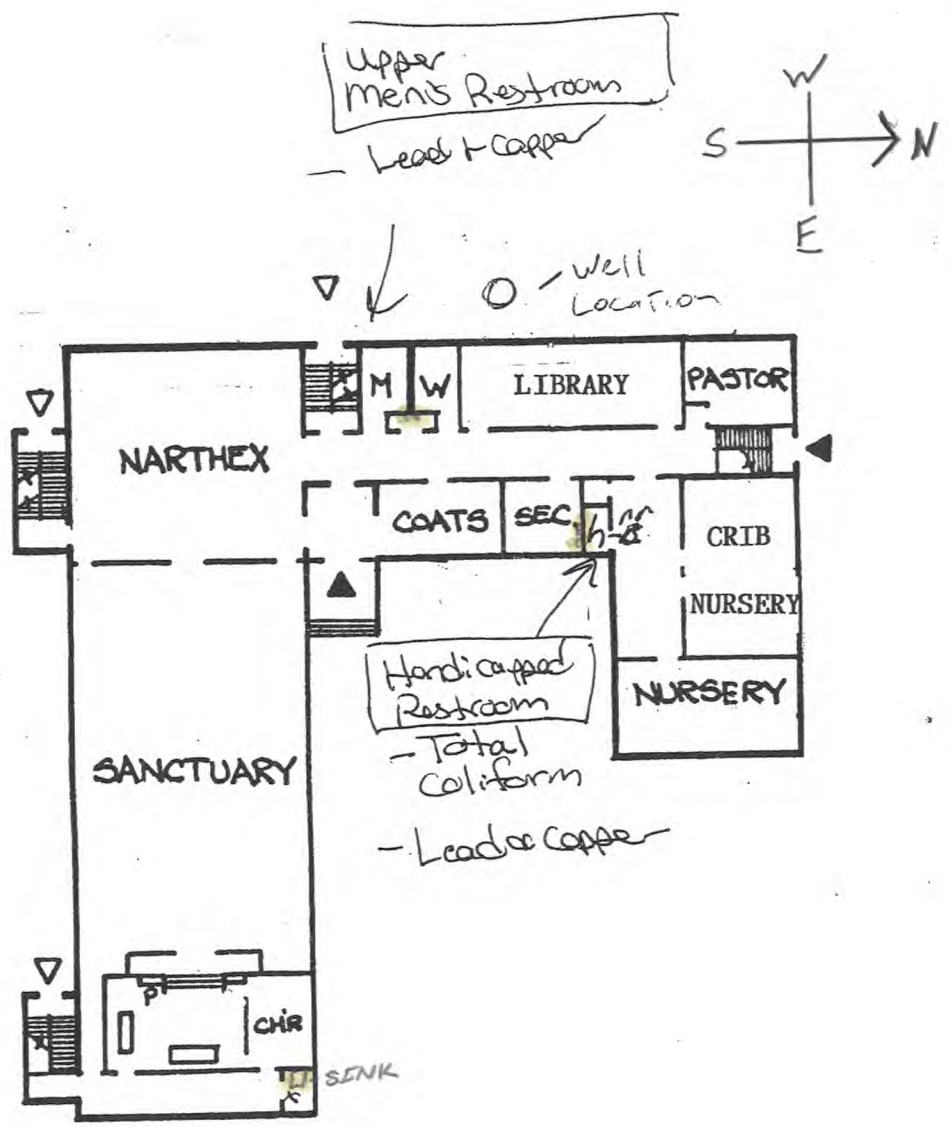 Upper
Men's Restroom
- Lead & Copper
W
S
N
E
Well
Location
M
W
LIBRARY
PASTOR
NARTHEX
COATS
SEC.
h
CRIB
NURSERY
Handicapped
Restroom
- Total
Coliform
- Lead & Copper
NURSERY
SANCTUARY
P
CHR
SINK